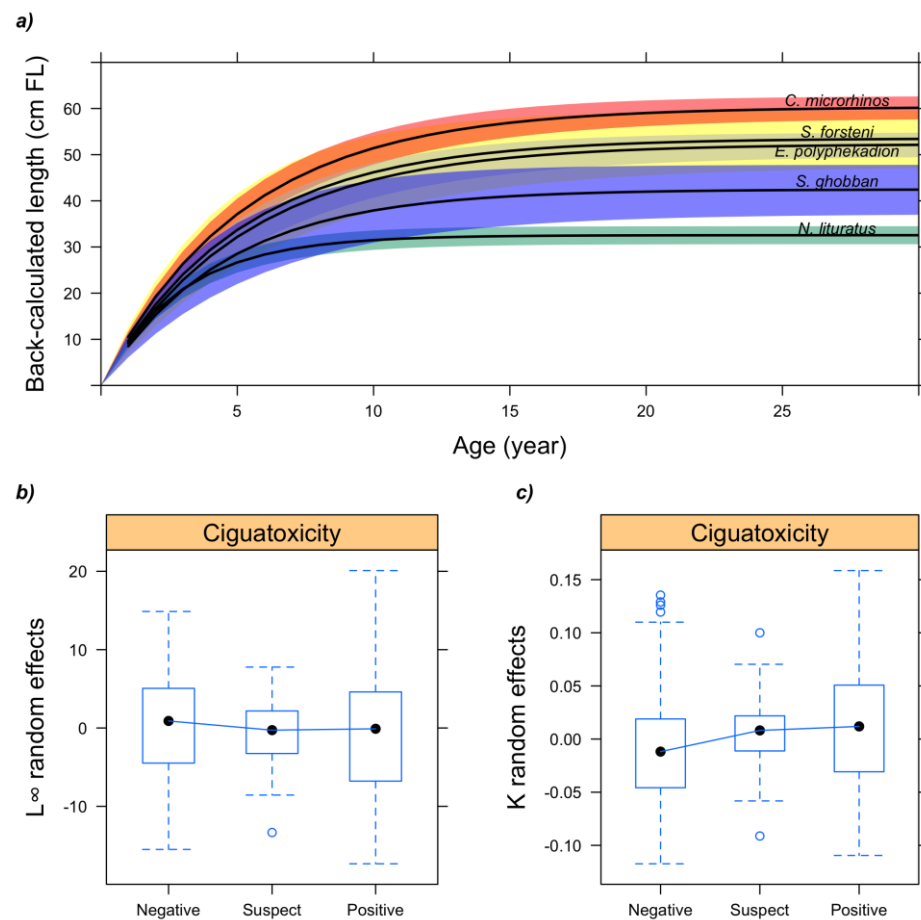 a)
Back-calculated length (cm FL)
60
50
40
30
20
10
C. microrhinos
S. forsteni
E. polyphekadion
S. ghobban
N. lituratus
5
10
15
20
25
Age (year)
b)
Ciguatoxicity
L∞ random effects
20
10
0
-10
Negative
Suspect
Positive
c)
Ciguatoxicity
K random effects
0.15
0.10
0.05
0.00
-0.05
-0.10
Negative
Suspect
Positive